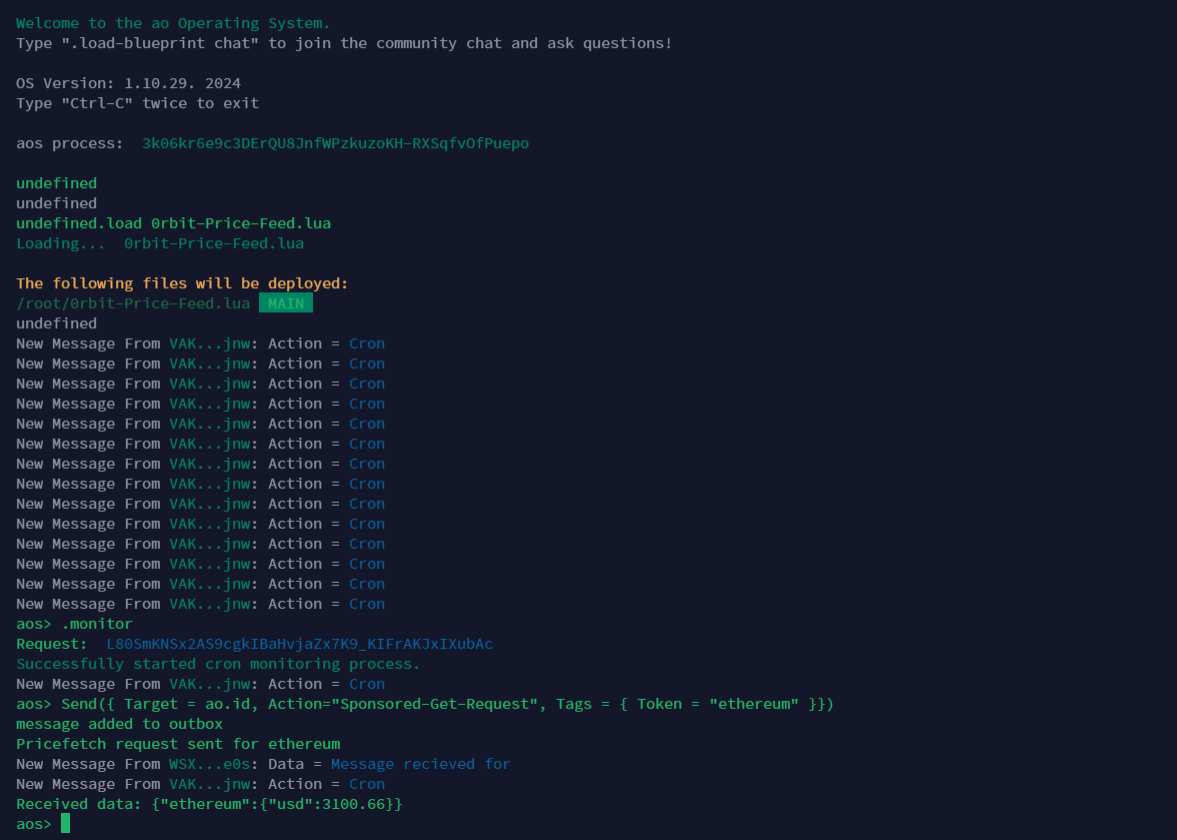 Welcome to the ao Operating System.
Type ".load-blueprint chat" to join the community chat and ask questions!
OS Version: 1.10.29. 2024
Type "Ctrl-C" twice to exit
aos process:  3k06kr6e9c3DErQU8JnfWPzkuzoKH-RXSqfvOfPuepo
undefined
undefined
undefined.load 0rbit-Price-Feed.lua
Loading...  0rbit-Price-Feed.lua
The following files will be deployed:
/root/0rbit-Price-Feed.lua MAIN
undefined
New Message From VAK...jnw: Action = Cron
New Message From VAK...jnw: Action = Cron
New Message From VAK...jnw: Action = Cron
New Message From VAK...jnw: Action = Cron
New Message From VAK...jnw: Action = Cron
New Message From VAK...jnw: Action = Cron
New Message From VAK...jnw: Action = Cron
New Message From VAK...jnw: Action = Cron
New Message From VAK...jnw: Action = Cron
New Message From VAK...jnw: Action = Cron
New Message From VAK...jnw: Action = Cron
New Message From VAK...jnw: Action = Cron
New Message From VAK...jnw: Action = Cron
New Message From VAK...jnw: Action = Cron
aos> .monitor
Request:  L80SmKNSx2AS9cgkIBaHvjaZx7K9_KIFrAKJxIXubAc
Successfully started cron monitoring process.
New Message From VAK...jnw: Action = Cron
aos> Send({ Target = ao.id, Action="Sponsored-Get-Request", Tags = { Token = "ethereum" }})
message added to outbox
Pricefetch request sent for ethereum
New Message From WSX...e0s: Data = Message recieved for
New Message From VAK...jnw: Action = Cron
Received data: {"ethereum":{"usd":3100.66}}
aos>